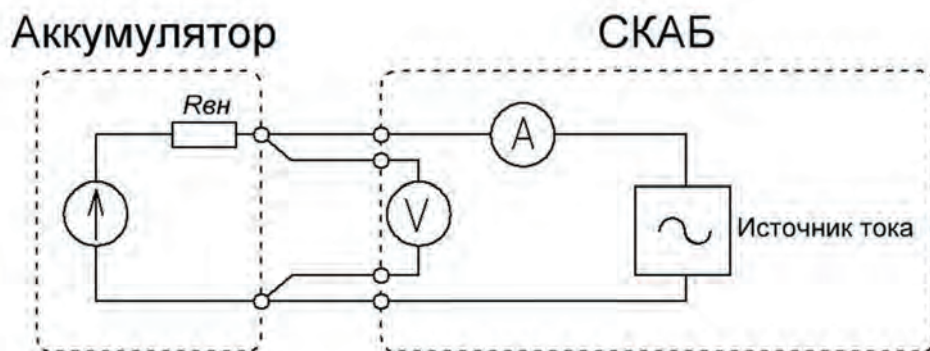 Аккумулятор
СКАБ
Rвн
A
V
Источник тока